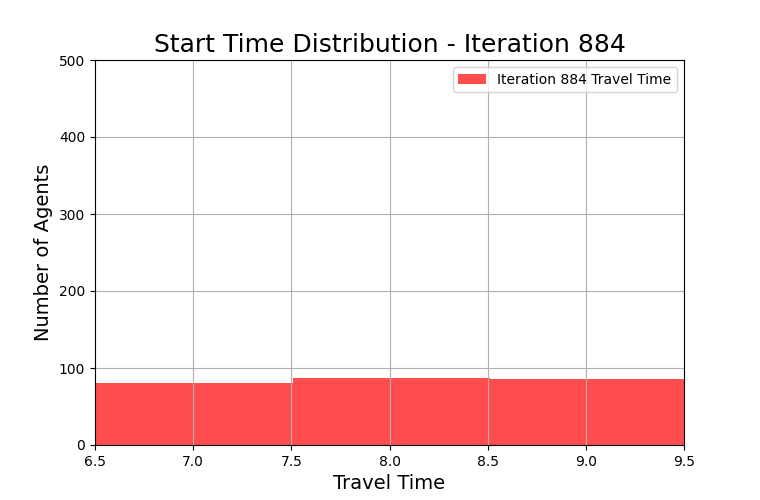 Start Time Distribution - Iteration 884
500
Iteration 884 Travel Time
400
300
200
100
0
Number of Agents
6.5 7.0 7.5 8.0 8.5 9.0 9.5
Travel Time